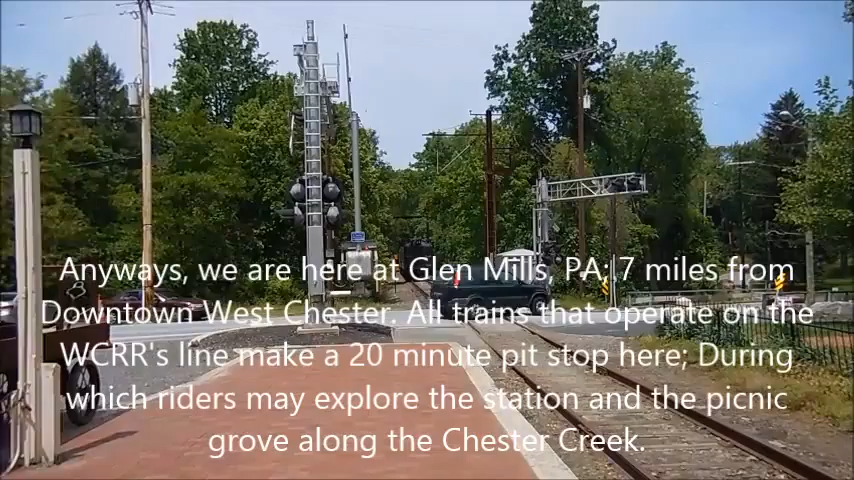 Anyways, we are here at Glen Mills, PA; 7 miles from
Downtown West Chester. All trains that operate on the
WCRR's line make a 20 minute pit stop here; During
which riders may explore the station and the picnic
grove along the Chester Creek.